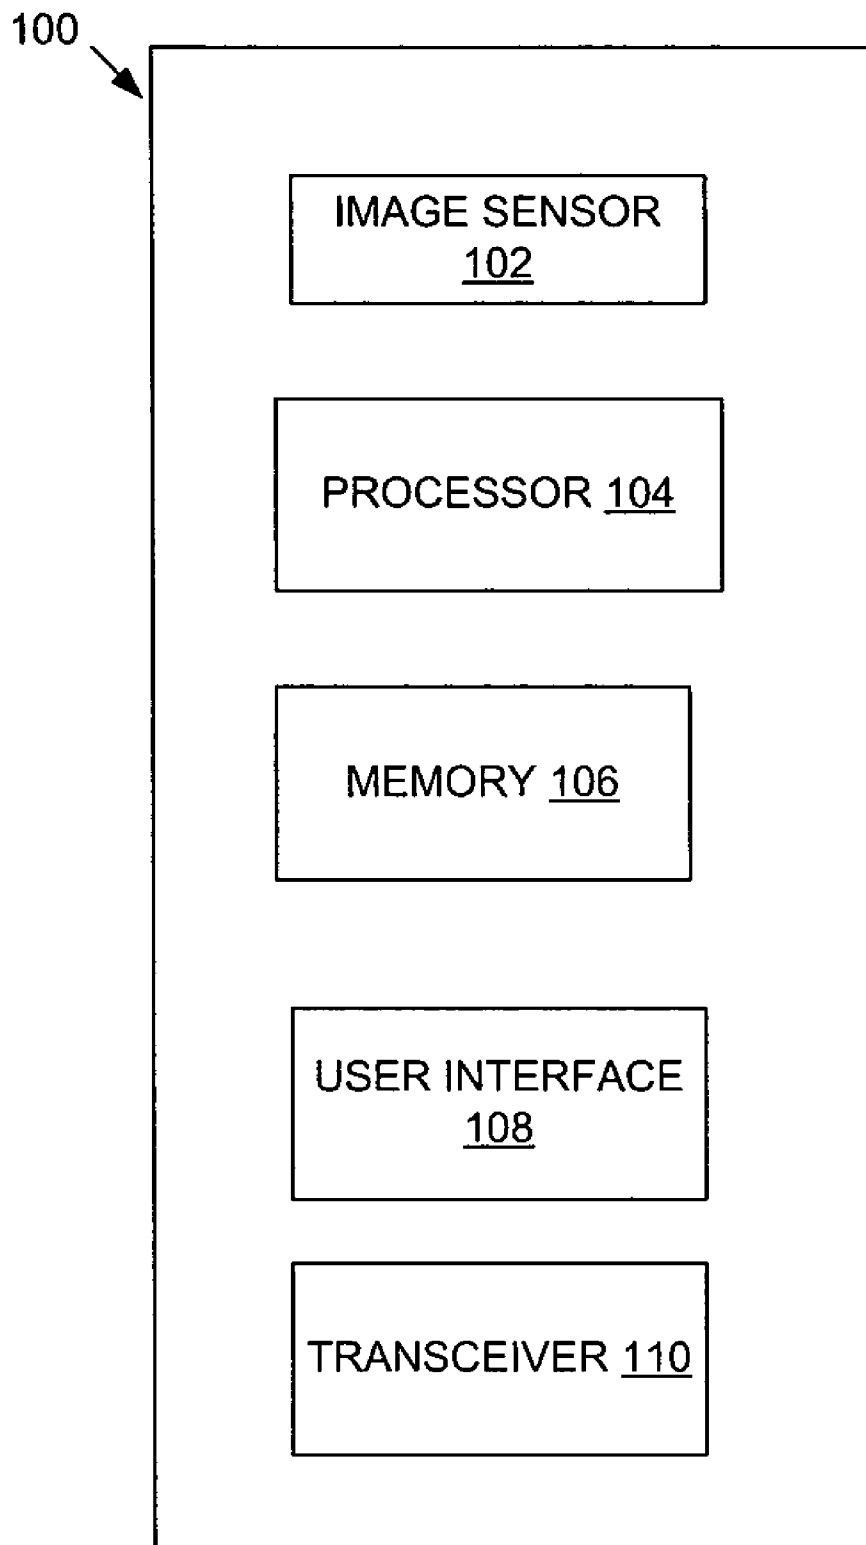 100
IMAGE SENSOR
102
PROCESSOR 104
MEMORY 106
USER INTERFACE
108
TRANSCEIVER 110